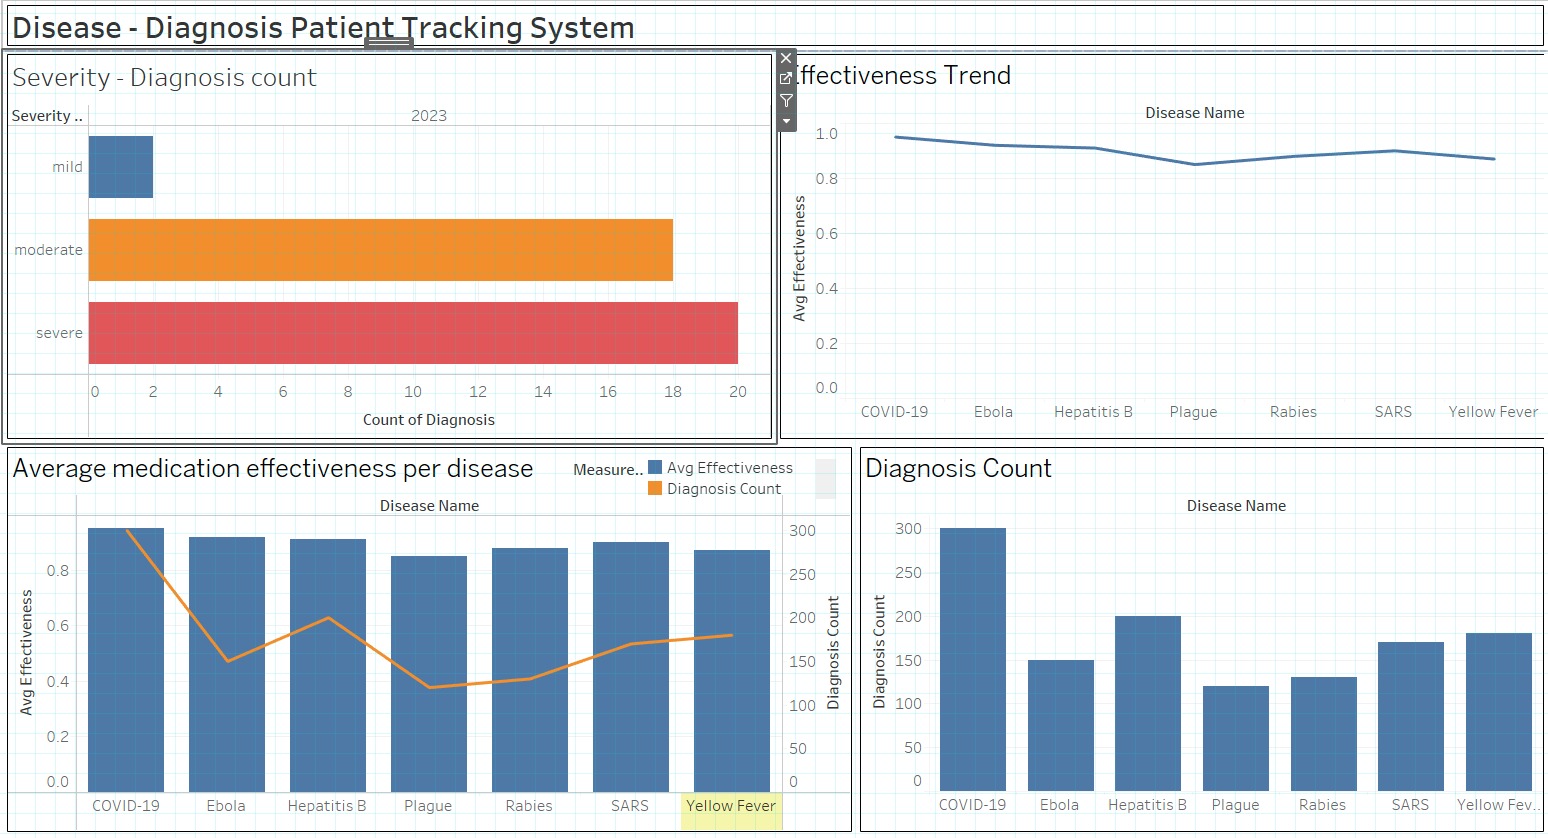 Disease - Diagnosis Patient Tracking System
Severity - Diagnosis count
Severity ..
2023
mild
moderate
severe
0 2 4 6 8 10 12 14 16 18 20
Count of Diagnosis
Effectiveness Trend
Disease Name
1.0
0.8
0.6
0.4
0.2
0.0
Avg Effectiveness
COVID-19 Ebola Hepatitis B Plague Rabies SARS Yellow Fever
Average medication effectiveness per disease
Measure..
Avg Effectiveness
Diagnosis Count
Disease Name
0.8
0.6
0.4
0.2
0.0
Avg Effectiveness
300
250
200
150
100
50
0
Diagnosis Count
COVID-19 Ebola Hepatitis B Plague Rabies SARS Yellow Fever
Diagnosis Count
Disease Name
300
250
200
150
100
50
0
Diagnosis Count
COVID-19 Ebola Hepatitis B Plague Rabies SARS Yellow Fev..